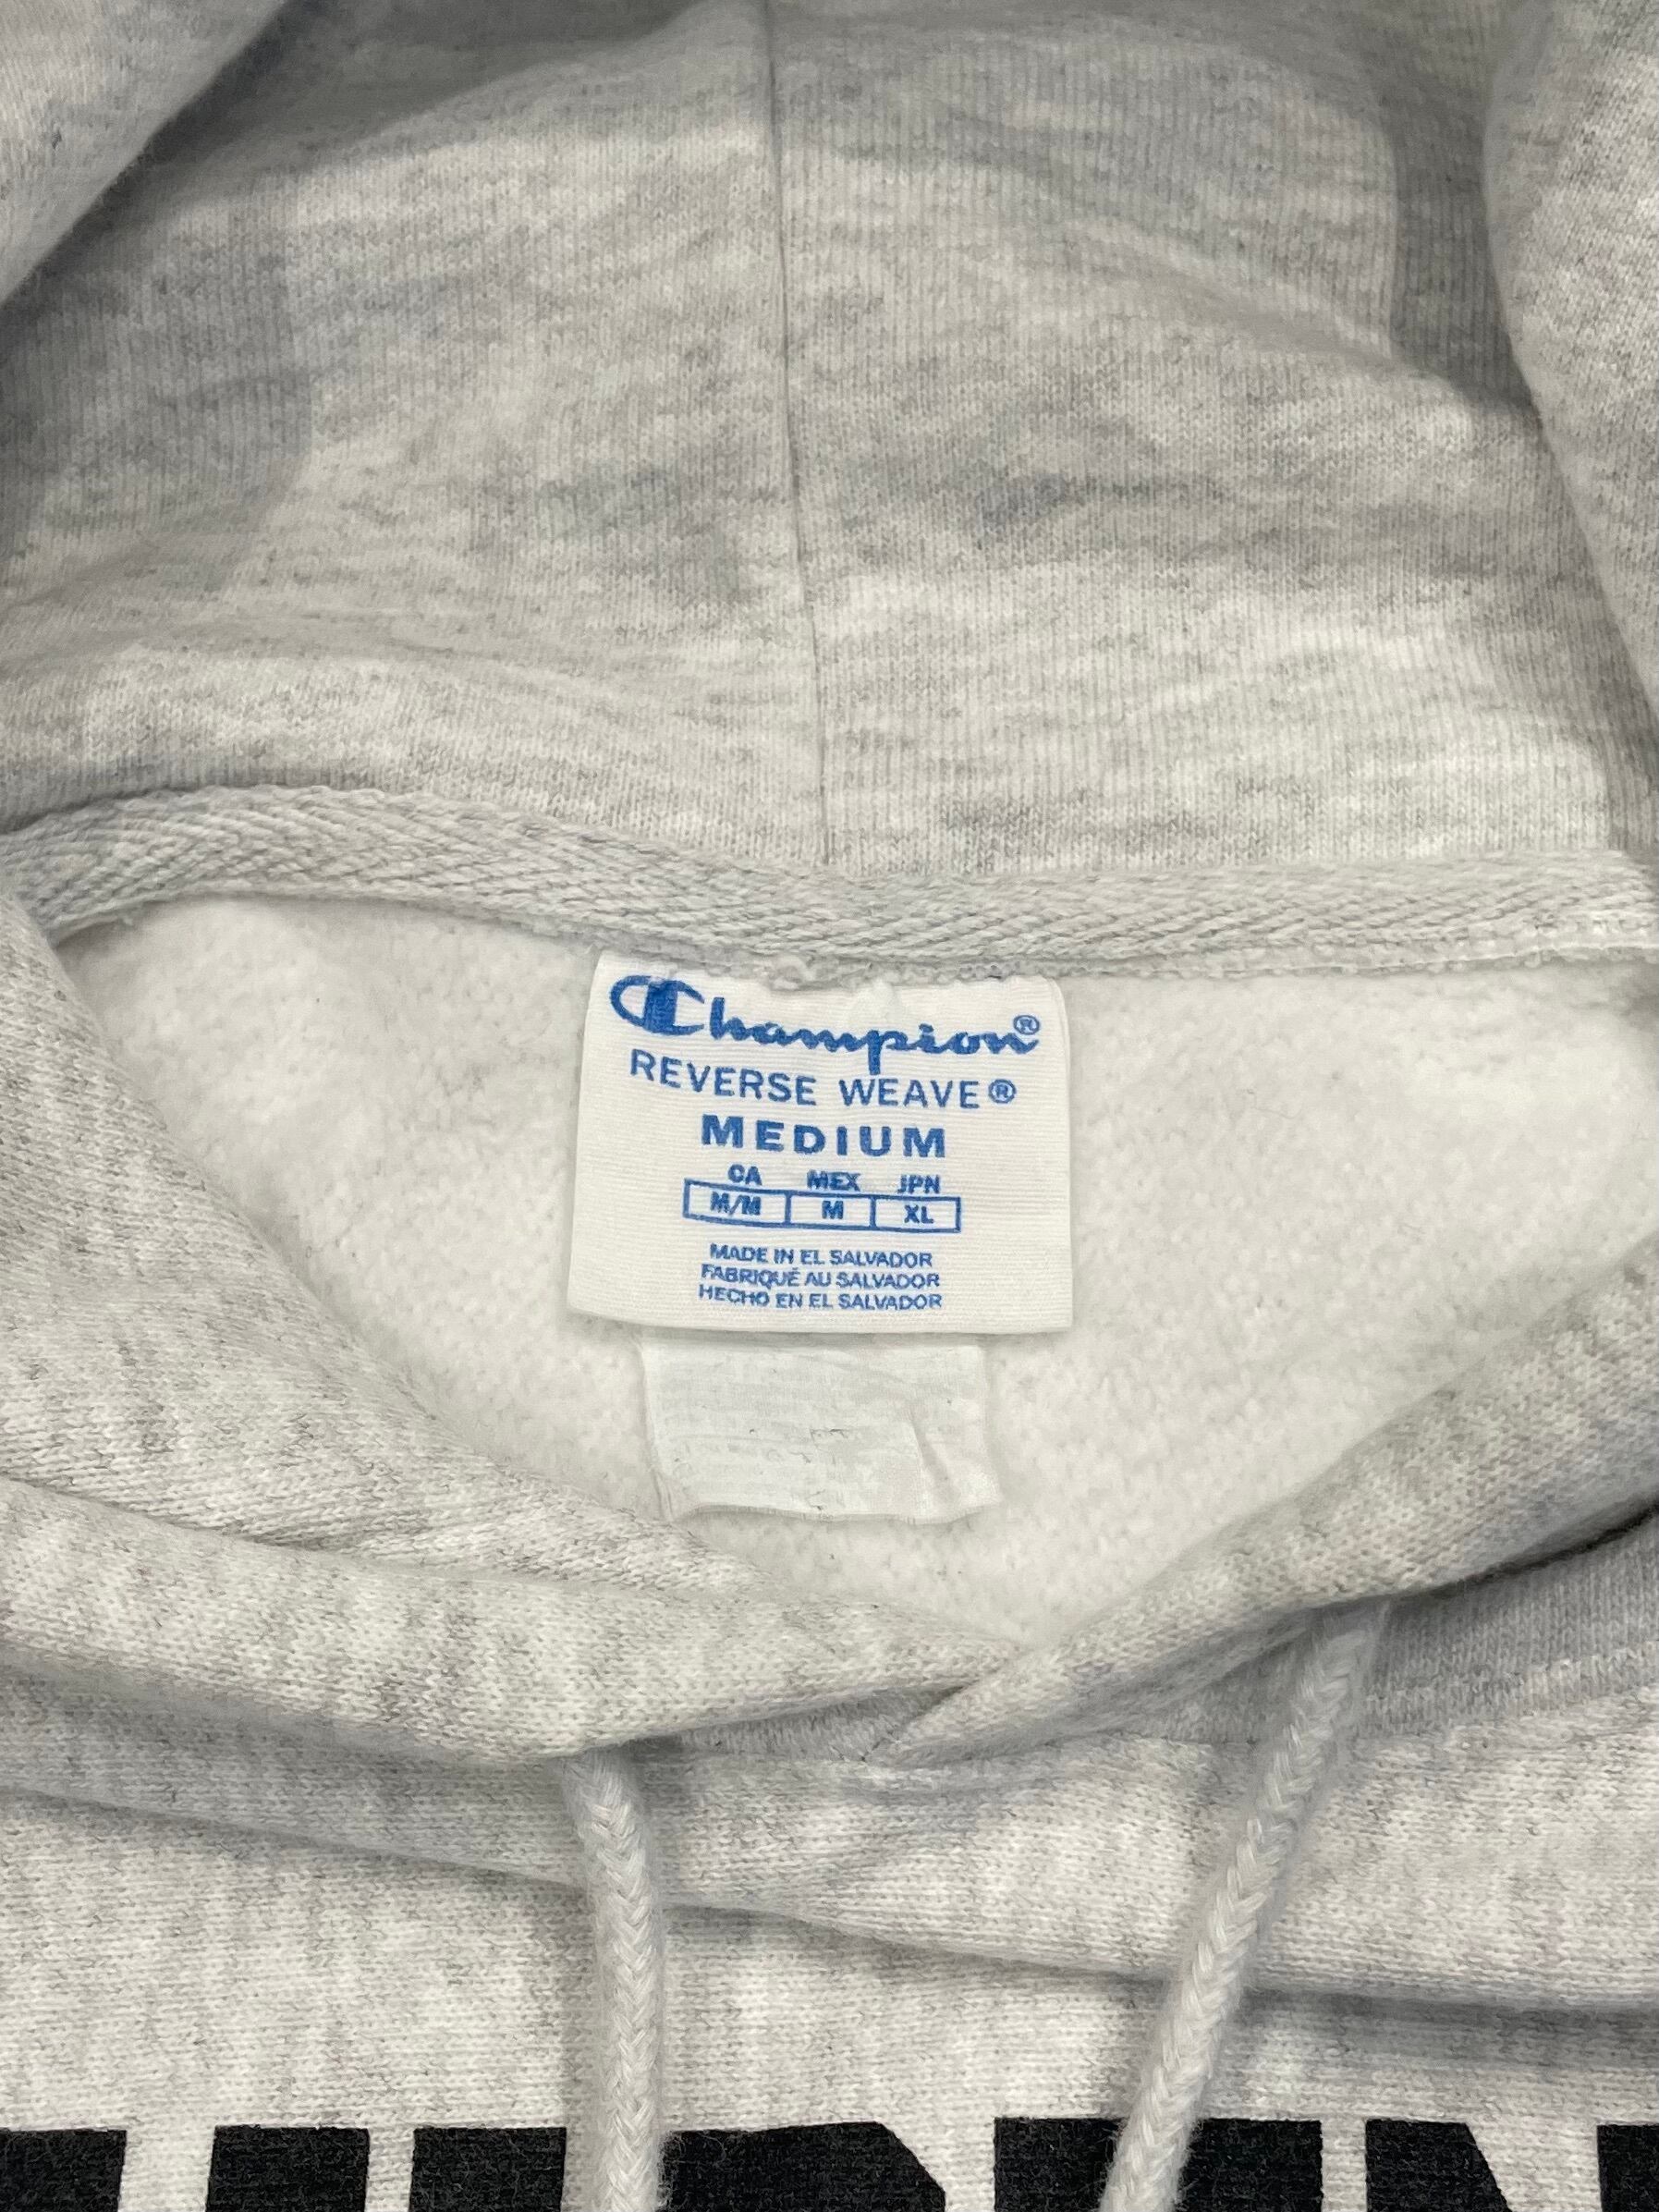 Champion®
REVERSE WEAVE®
MEDIUM
CA MEX JPN
M/M M XL
MADE IN EL SALVADOR
FABRIQUÉ AU SALVADOR
HECHO EN EL SALVADOR